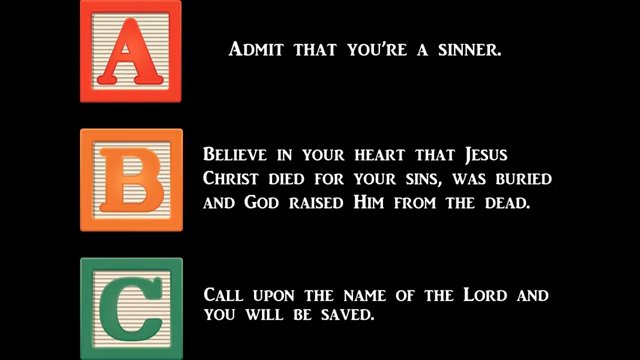 A
Admit that you're a sinner.
B
Believe in your heart that Jesus
Christ died for your sins, was buried
and God raised Him from the dead.
C
Call upon the name of the Lord and
you will be saved.